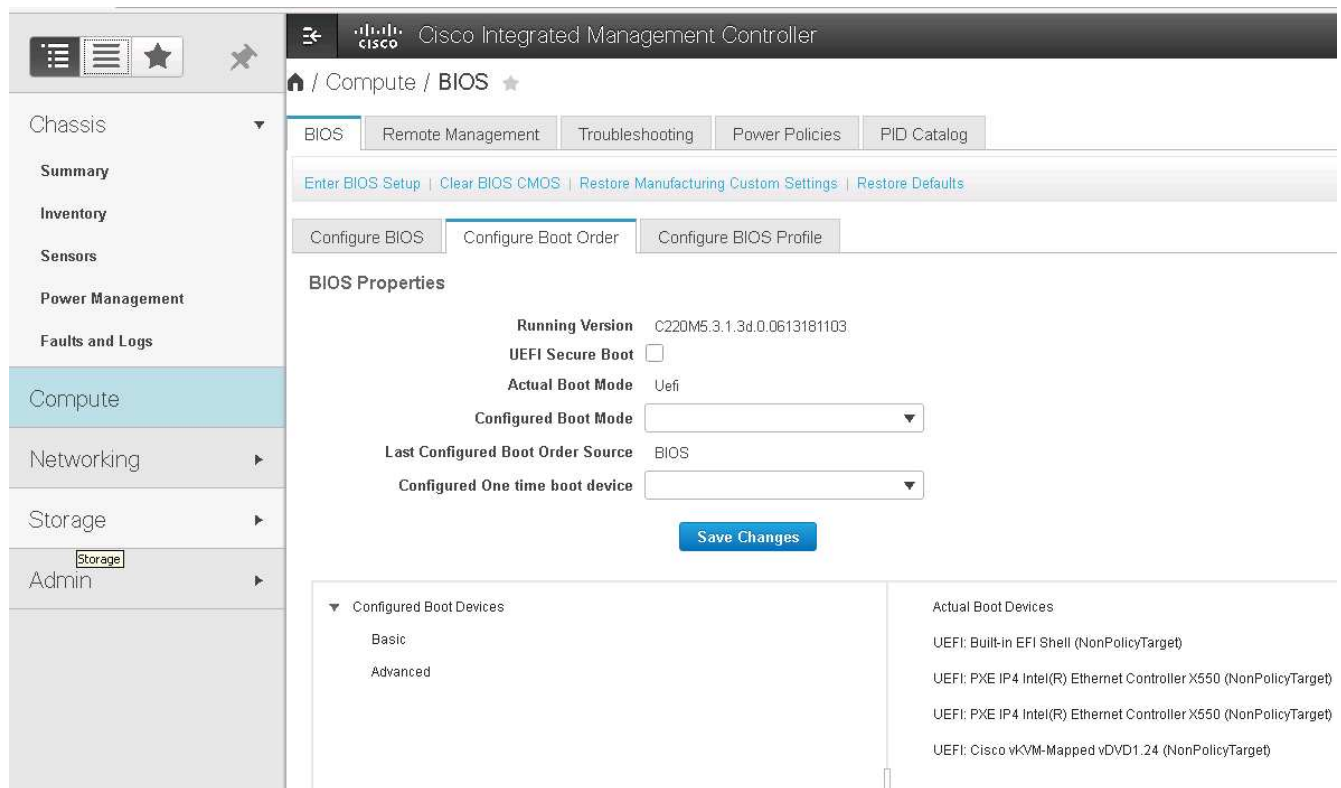 cisco Cisco Integrated Management Controller
/ Compute / BIOS
Chassis
Summary
Inventory
Sensors
Power Management
Faults and Logs
Compute
Networking
Storage
Storage
Admin
BIOS Remote Management Troubleshooting Power Policies PID Catalog
Enter BIOS Setup | Clear BIOS CMOS | Restore Manufacturing Custom Settings | Restore Defaults
Configure BIOS Configure Boot Order Configure BIOS Profile
BIOS Properties
Running Version C220M5.3.1.3d.0.0613181103
UEFI Secure Boot
Actual Boot Mode Uefi
Configured Boot Mode
Last Configured Boot Order Source BIOS
Configured One time boot device
Save Changes
Configured Boot Devices
Basic
Advanced
Actual Boot Devices
UEFI: Built-in EFI Shell (NonPolicyTarget)
UEFI: PXE IP4 Intel(R) Ethernet Controller X550 (NonPolicyTarget)
UEFI: PXE IP4 Intel(R) Ethernet Controller X550 (NonPolicyTarget)
UEFI: Cisco vKVM-Mapped vDVD1.24 (NonPolicyTarget)